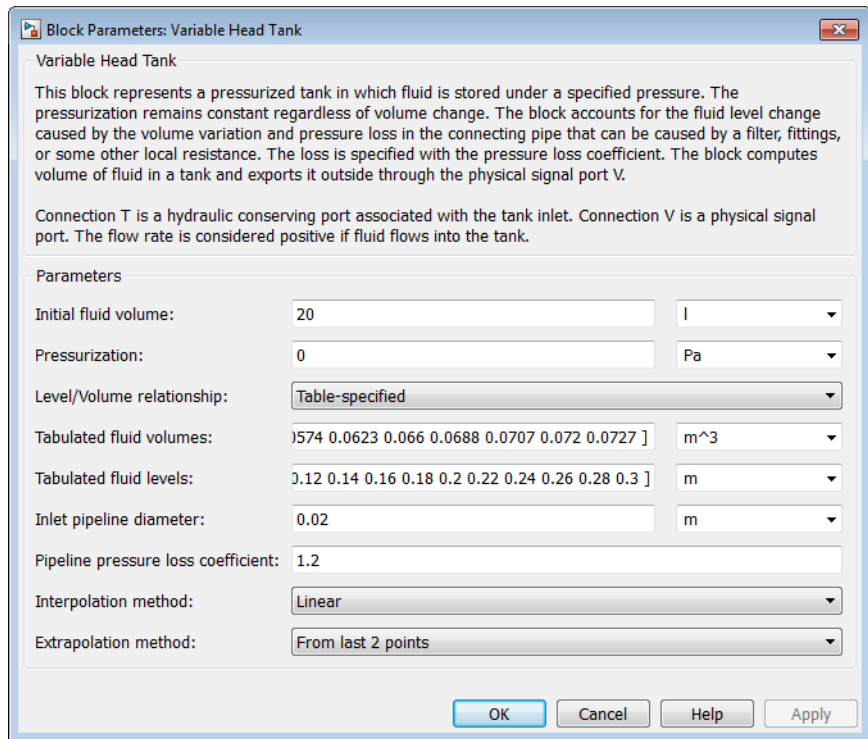 Block Parameters: Variable Head Tank
Variable Head Tank
This block represents a pressurized tank in which fluid is stored under a specified pressure. The
pressurization remains constant regardless of volume change. The block accounts for the fluid level change
caused by the volume variation and pressure loss in the connecting pipe that can be caused by a filter, fittings,
or some other local resistance. The loss is specified with the pressure loss coefficient. The block computes
volume of fluid in a tank and exports it outside through the physical signal port V.
Connection T is a hydraulic conserving port associated with the tank inlet. Connection V is a physical signal
port. The flow rate is considered positive if fluid flows into the tank.
Parameters
Initial fluid volume: 20 l
Pressurization: 0 Pa
Level/Volume relationship: Table-specified
Tabulated fluid volumes: 0574 0.0623 0.066 0.0688 0.0707 0.072 0.0727 ] m^3
Tabulated fluid levels: 0.12 0.14 0.16 0.18 0.2 0.22 0.24 0.26 0.28 0.3 ] m
Inlet pipeline diameter: 0.02 m
Pipeline pressure loss coefficient: 1.2
Interpolation method: Linear
Extrapolation method: From last 2 points
OK Cancel Help Apply